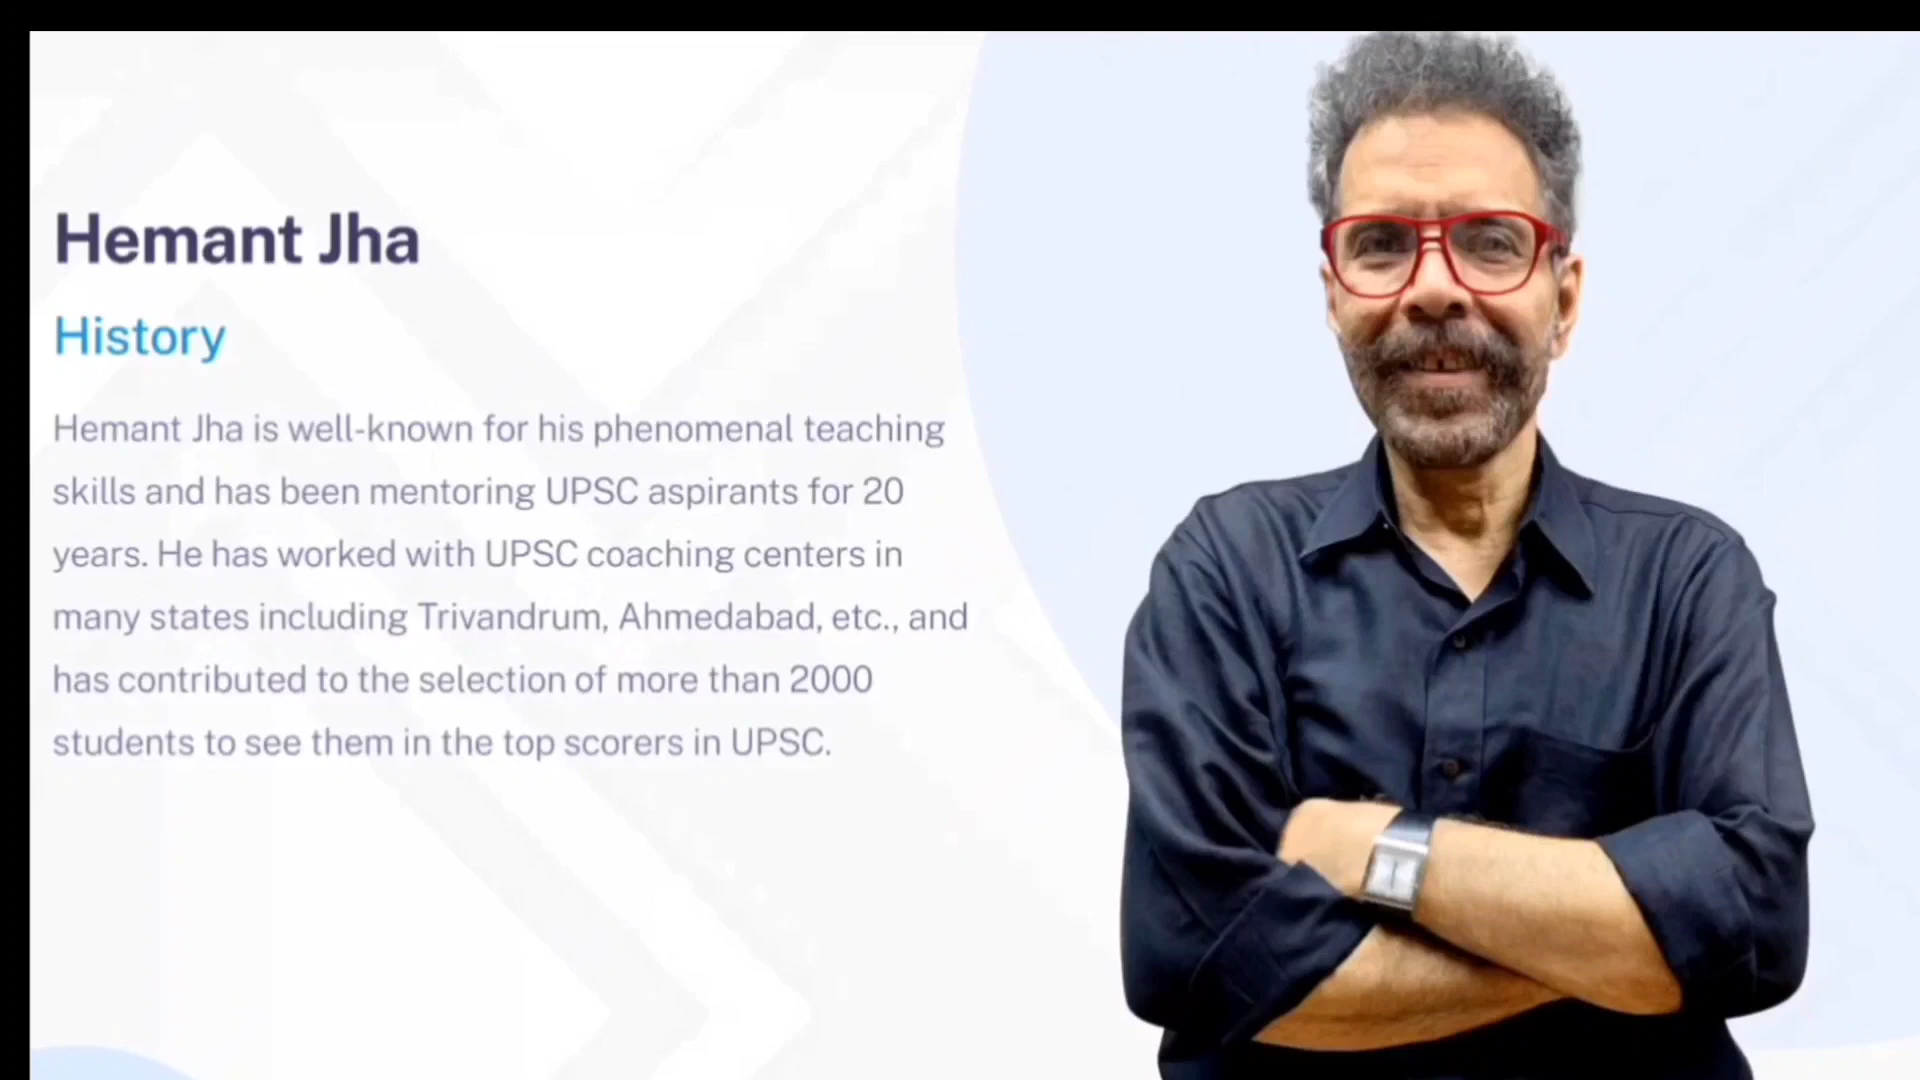 Hemant Jha
History
Hemant Jha is well-known for his phenomenal teaching
skills and has been mentoring UPSC aspirants for 20
years. He has worked with UPSC coaching centers in
many states including Trivandrum, Ahmedabad, etc., and
has contributed to the selection of more than 2000
students to see them in the top scorers in UPSC.